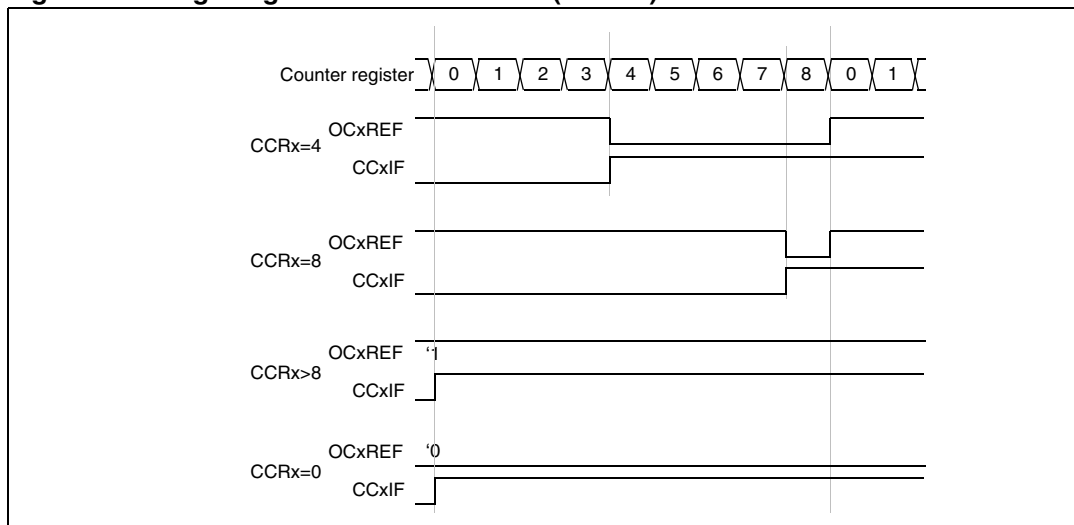 Counter register 0 1 2 3 4 5 6 7 8 0 1
OCxREF
CCRx=4
CCxIF
OCxREF
CCRx=8
CCxIF
OCxREF ‘1
CCRx>8
CCxIF
OCxREF ‘0
CCRx=0
CCxIF